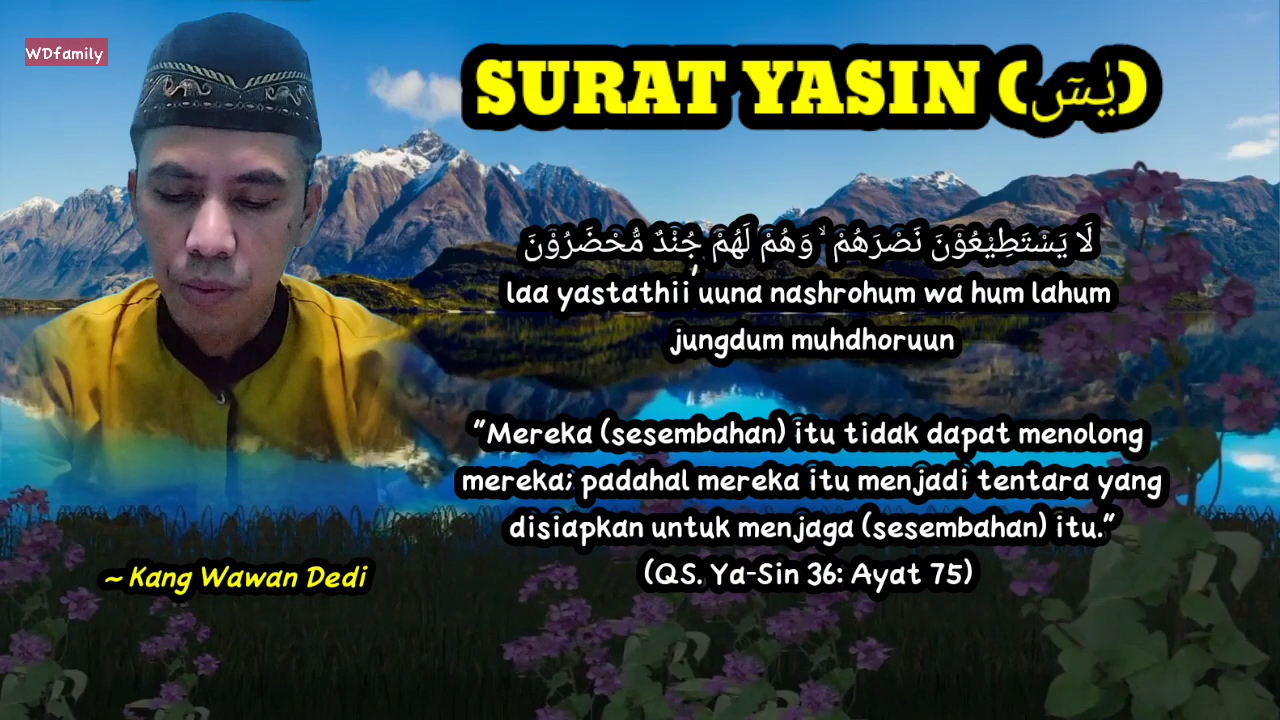 WDfamily
SURAT YASIN (يٰسۤ)
لَا يَسْتَطِيْعُوْنَ نَصْرَهُمْۙ وَهُمْ لَهُمْ جُنْدٌ مُّحْضَرُوْنَ
laa yastathii'uuna nashrohum wa hum lahum
jungdum muhdhoruun
"Mereka (sesembahan) itu tidak dapat menolong
mereka; padahal mereka itu menjadi tentara yang
disiapkan untuk menjaga (sesembahan) itu."
(QS. Ya-Sin 36: Ayat 75)
~ Kang Wawan Dedi